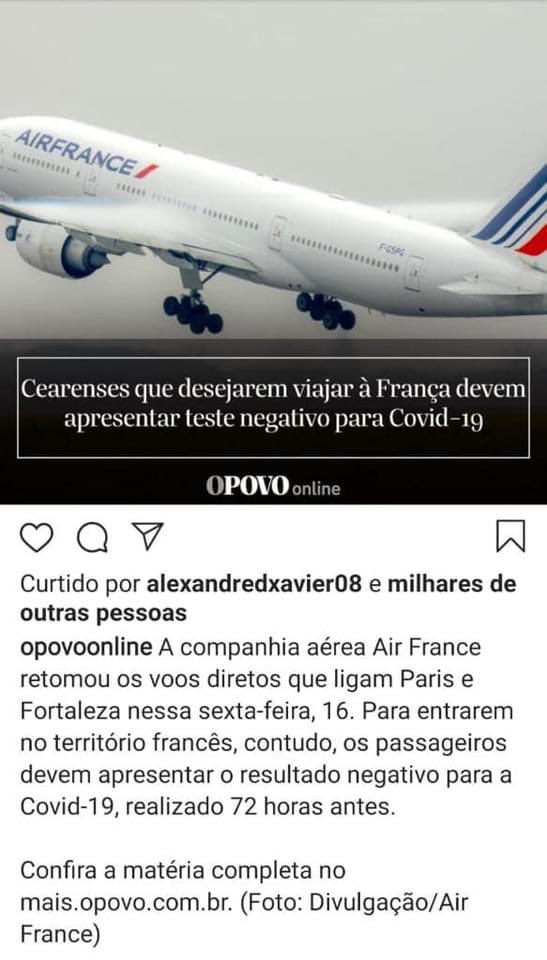 AIRFRANCE
F-GSPG
Cearenses que desejarem viajar à França devem
apresentar teste negativo para Covid-19
OPOVO online
Curtido por alexandredxavier08 e milhares de
outras pessoas
opovoonline A companhia aérea Air France
retomou os voos diretos que ligam Paris e
Fortaleza nessa sexta-feira, 16. Para entrarem
no território francês, contudo, os passageiros
devem apresentar o resultado negativo para a
Covid-19, realizado 72 horas antes.
Confira a matéria completa no
mais.opovo.com.br. (Foto: Divulgação/Air
France)